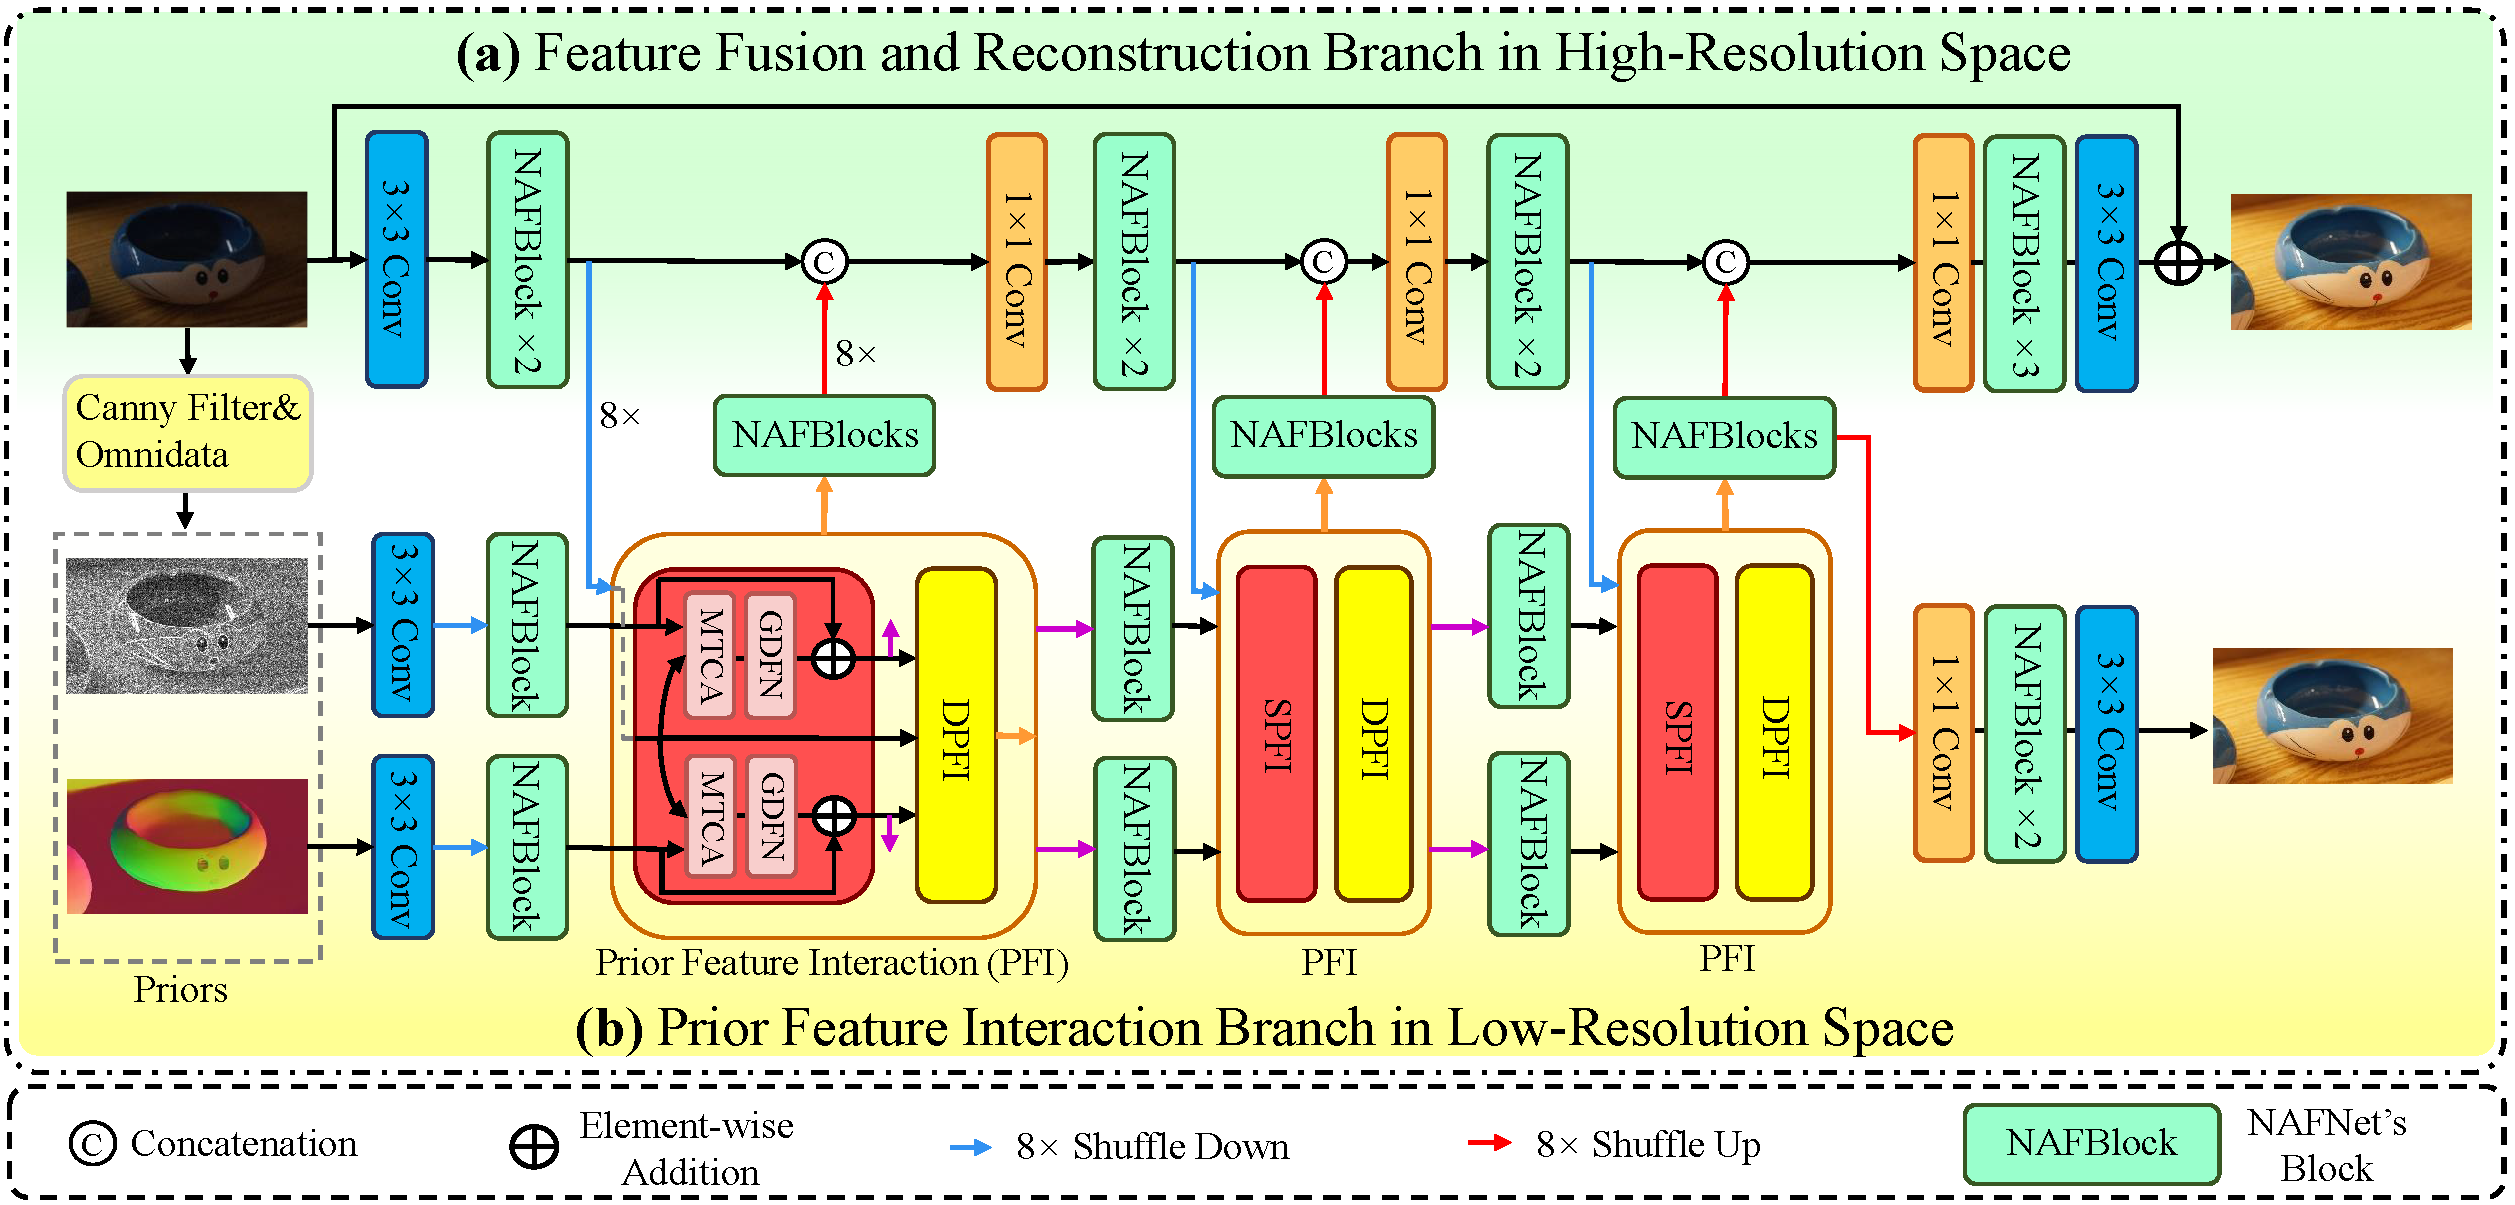 (a) Feature Fusion and Reconstruction Branch in High-Resolution Space
3×3 Conv
NAFBlock ×2
1×1 Conv
NAFBlock ×2
1×1 Conv
NAFBlock ×2
1×1 Conv
NAFBlock ×3
3×3 Conv
C
C
C
8×
8×
Canny Filter&
Omnidata
NAFBlocks
NAFBlocks
NAFBlocks
3×3 Conv
NAFBlock
MTCA
GDFN
DPFI
NAFBlock
SPFI
DPFI
NAFBlock
SPFI
DPFI
1×1 Conv
NAFBlock ×2
3×3 Conv
3×3 Conv
NAFBlock
MTCA
GDFN
NAFBlock
NAFBlock
Priors
Prior Feature Interaction (PFI)
PFI
PFI
(b) Prior Feature Interaction Branch in Low-Resolution Space
C
Concatenation
Element-wise
Addition
8× Shuffle Down
8× Shuffle Up
NAFBlock
NAFNet's
Block